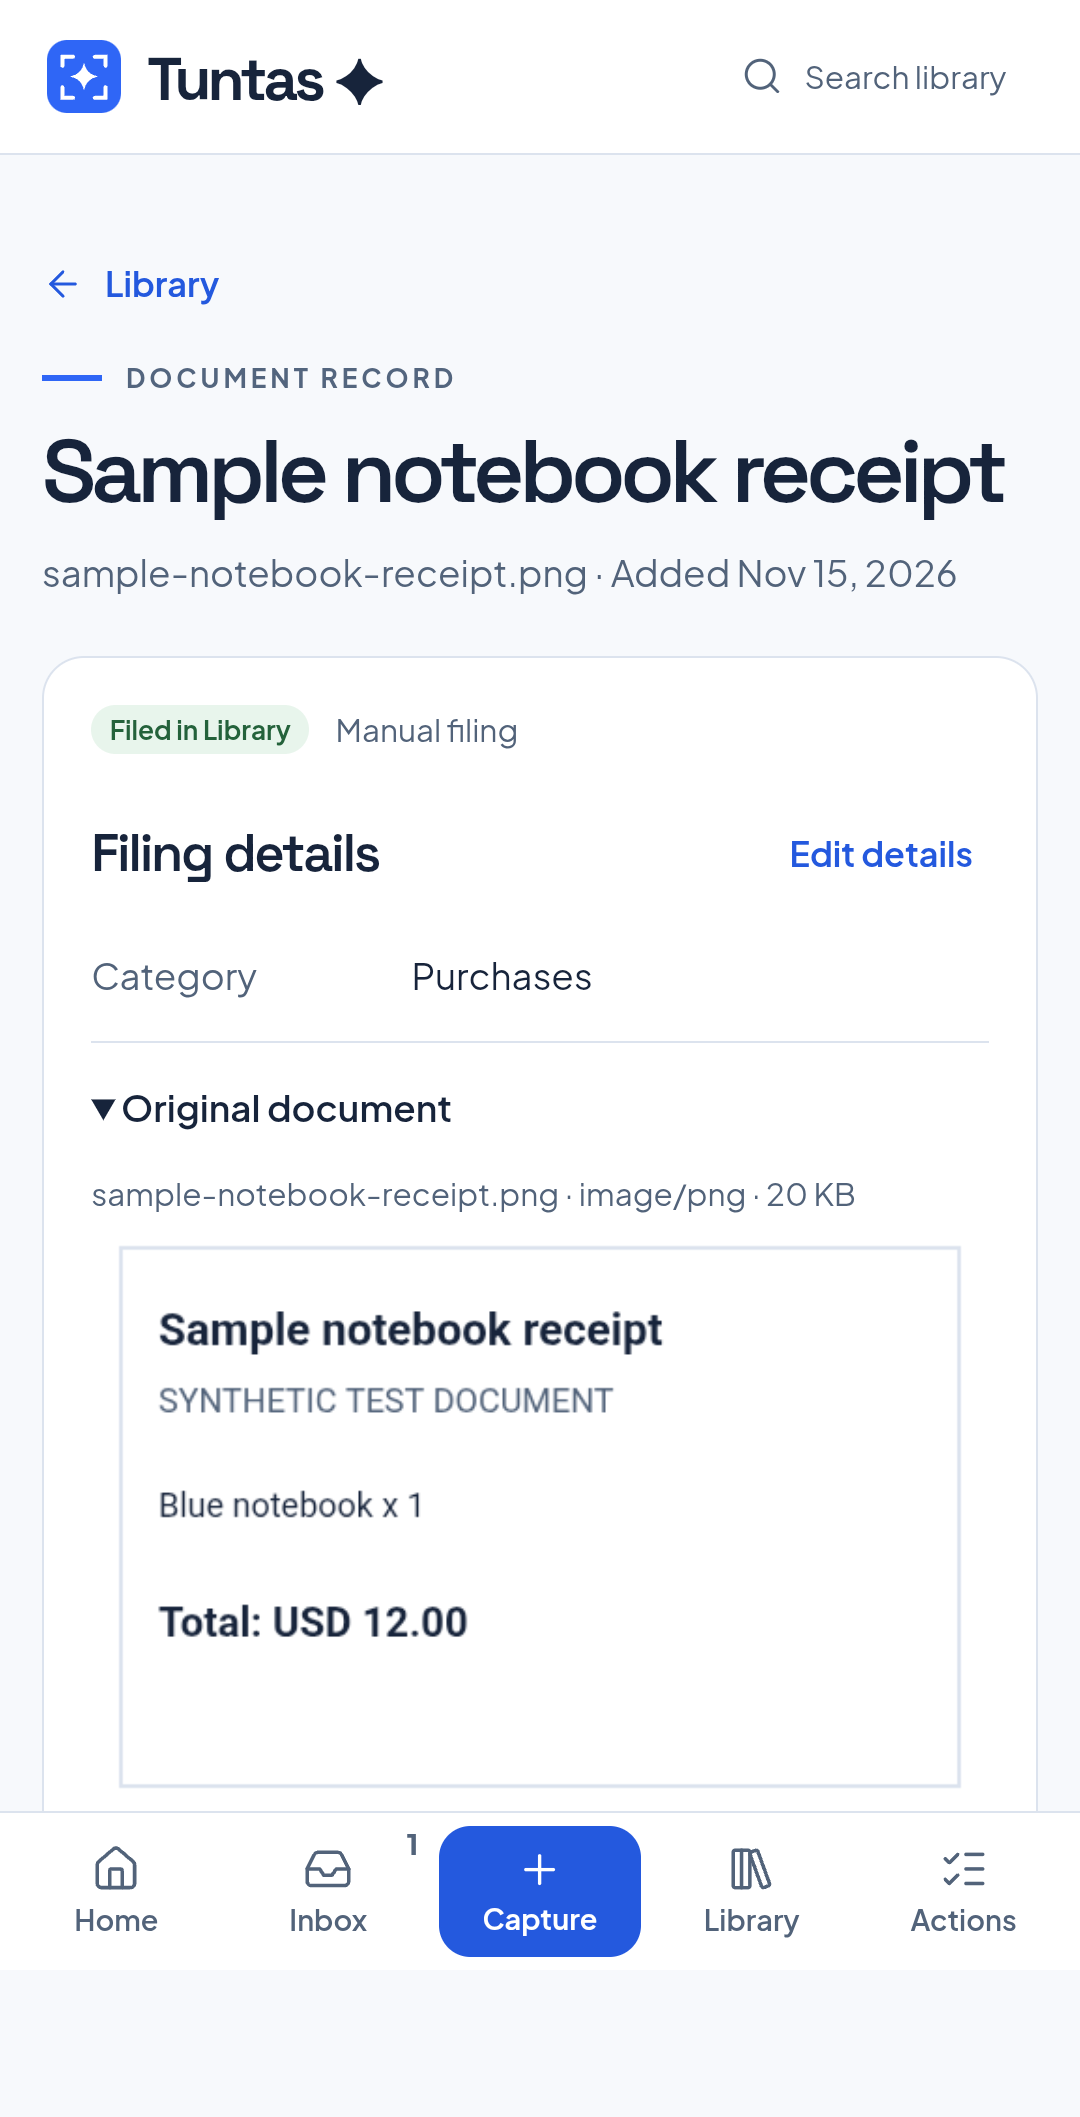 Tuntas
Search library
Library
DOCUMENT RECORD
Sample notebook receipt
sample-notebook-receipt.png · Added Nov 15, 2026
Filed in Library
Manual filing
Filing details
Edit details
Category
Purchases
Original document
sample-notebook-receipt.png · image/png · 20 KB
Sample notebook receipt
SYNTHETIC TEST DOCUMENT
Blue notebook x 1
Total: USD 12.00
Home
Inbox
1
Capture
Library
Actions